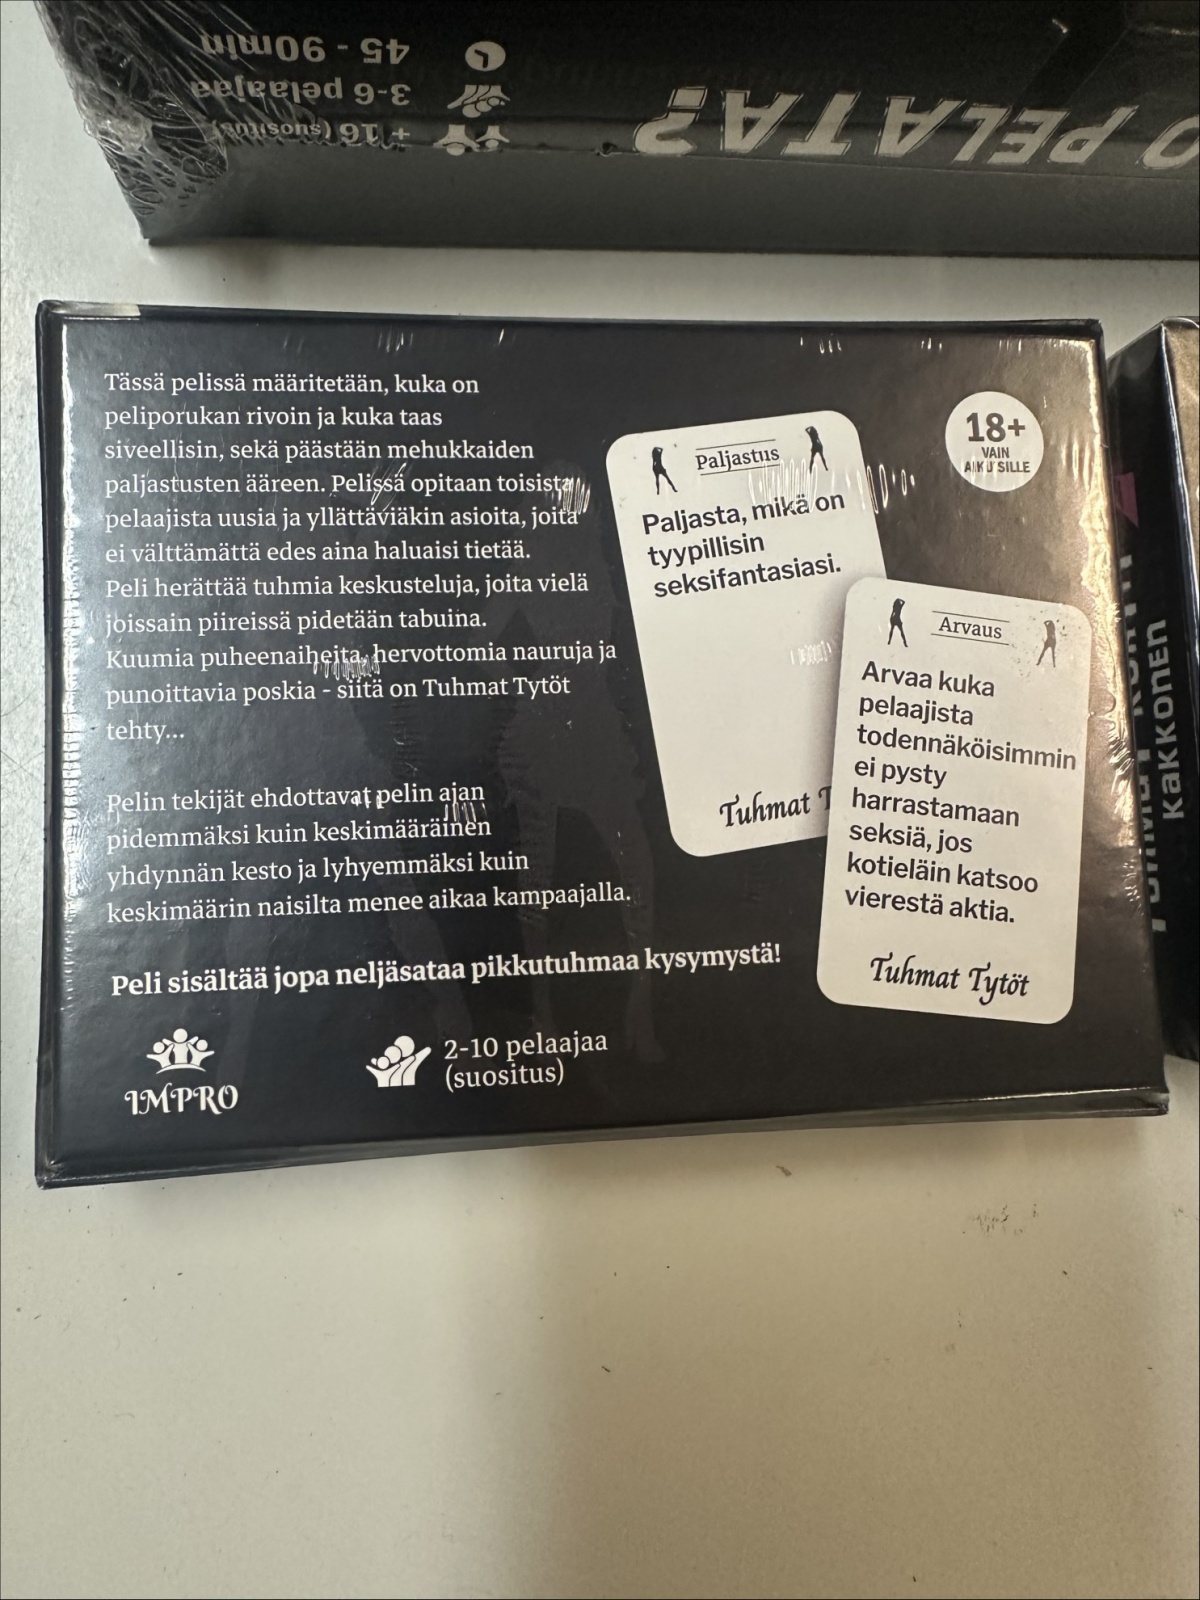 45 - 90min
3-6 pelaajaa
+ 16 (suositus)
O PELATA?
Tässä pelissä määritetään, kuka on
peliporukan rivoin ja kuka taas
siveellisin, sekä päästään mehukkaiden
paljastusten ääreen. Pelissä opitaan toisista
pelaajista uusia ja yllättäviäkin asioita, joita
ei välttämättä edes aina haluaisi tietää.
Peli herättää tuhmia keskusteluja, joita vielä
joissain piireissä pidetään tabuina.
Kuumia puheenaiheita, hervottomia nauruja ja
punoittavia poskia - siitä on Tuhmat Tytöt
tehty...
Pelin tekijät ehdottavat pelin ajan
pidemmäksi kuin keskimääräinen
yhdynnän kesto ja lyhyemmäksi kuin
keskimäärin naisilta menee aikaa kampaajalla.
Peli sisältää jopa neljäsataa pikkutuhmaa kysymystä!
IMPRO
2-10 pelaajaa
(suositus)
Paljastus
Paljasta, mikä on
tyypillisin
seksifantasiasi.
Tuhmat T
18+
VAIN
AIKUISILLE
Arvaus
Arvaa kuka
pelaajista
todennäköisimmin
ei pysty
harrastamaan
seksiä, jos
kotieläin katsoo
vierestä aktia.
Tuhmat Tytöt
KAKKONEN